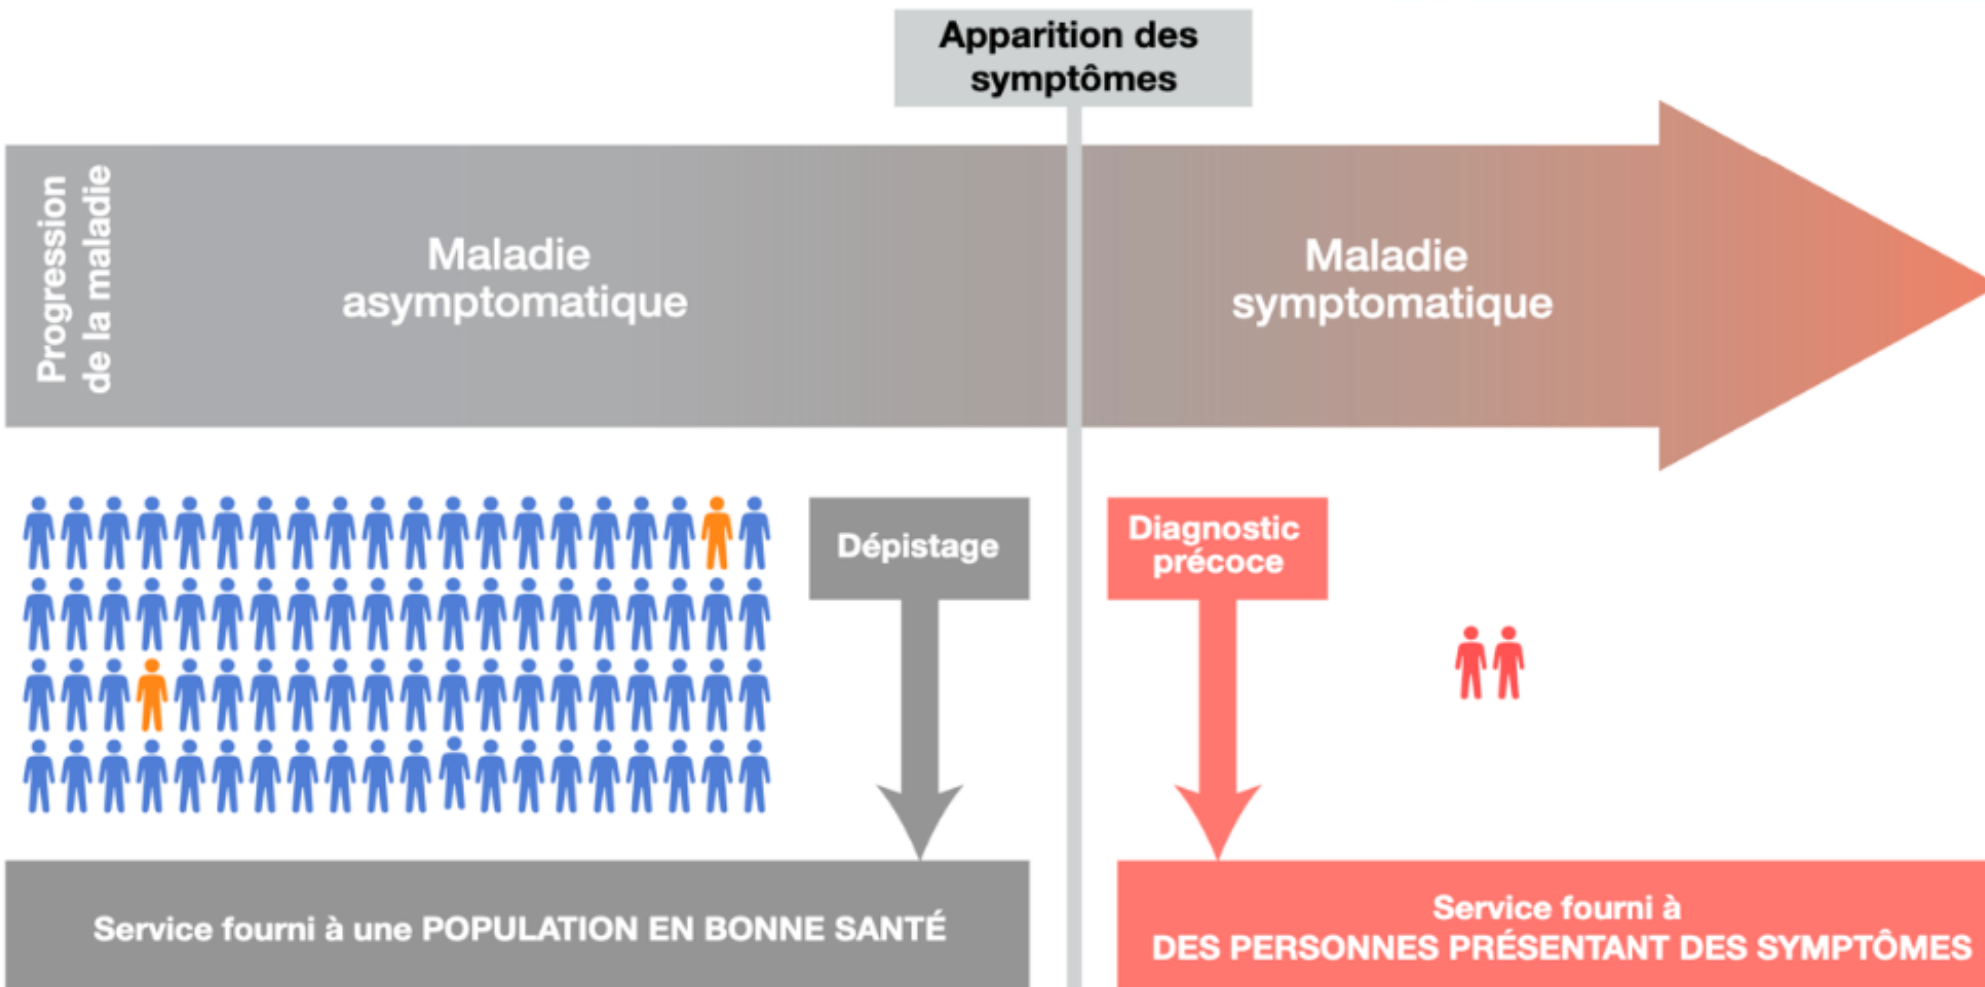 Apparition des
symptômes
Progression
de la maladie
Maladie
asymptomatique
Maladie
symptomatique
Dépistage
Diagnostic
précoce
Service fourni à une POPULATION EN BONNE SANTÉ
Service fourni à
DES PERSONNES PRÉSENTANT DES SYMPTÔMES